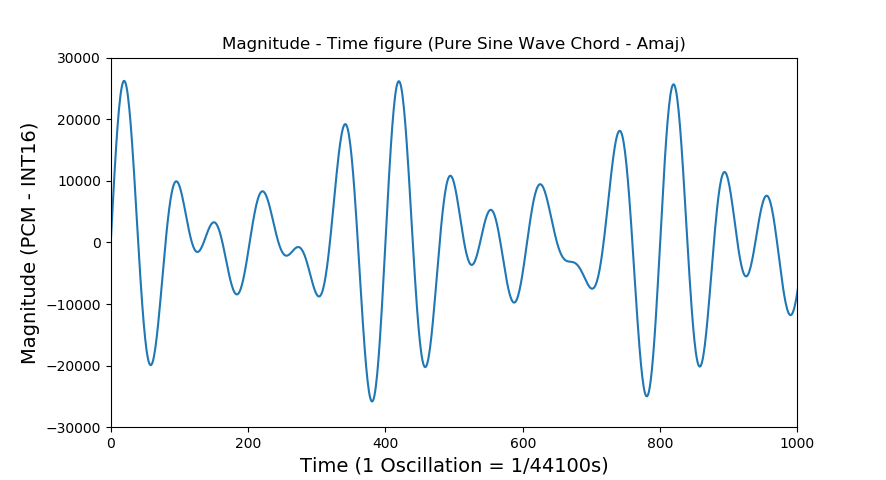 Magnitude - Time figure (Pure Sine Wave Chord - Amaj)
30000
20000
10000
0
−10000
−20000
−30000
Magnitude (PCM - INT16)
0 200 400 600 800 1000
Time (1 Oscillation = 1/44100s)